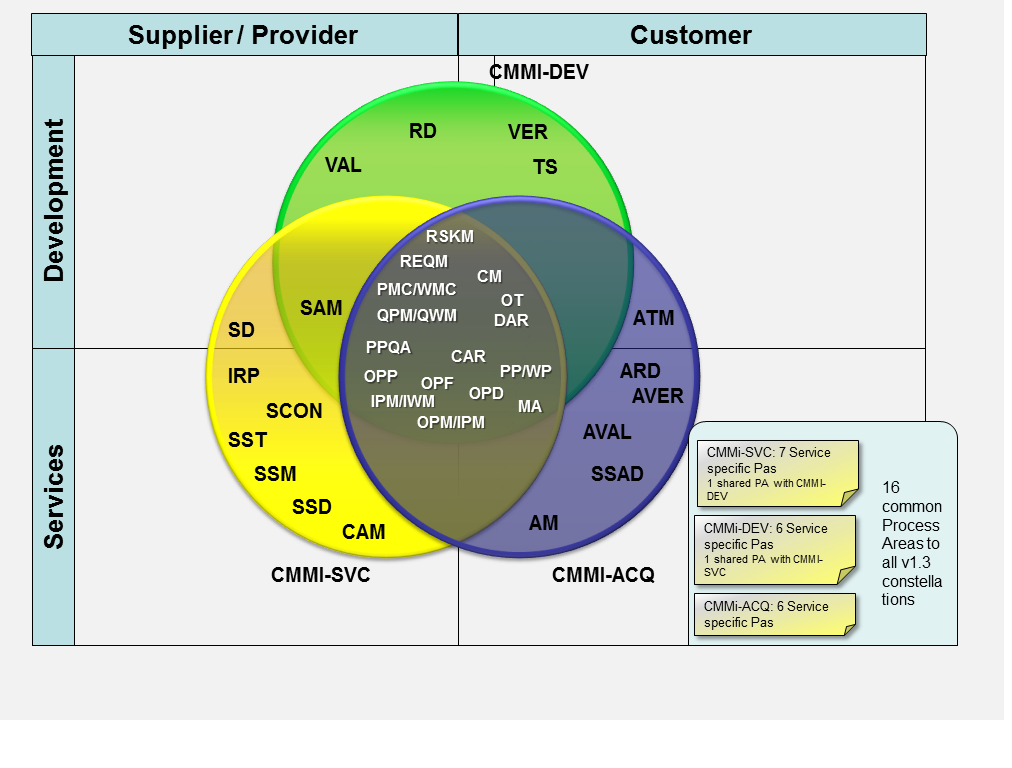 Supplier / Provider
Customer
Development
Services
CMMI-DEV
RD
VER
VAL
TS
RSKM
REQM
CM
PMC/WMC
OT
QPM/QWM
DAR
SAM
SD
ATM
PPQA
CAR
IRP
OPP
OPF
PP/WP
ARD
OPD
AVER
IPM/IWM
MA
SCON
OPM/IPM
SST
AVAL
SSM
SSAD
SSD
CAM
AM
CMMI-SVC
CMMI-ACQ
CMMi-SVC: 7 Service
specific Pas
1 shared PA with CMMI-
DEV
CMMi-DEV: 6 Service
specific Pas
1 shared PA with CMMI-
SVC
CMMi-ACQ: 6 Service
specific Pas
16
common
Process
Areas to
all v1.3
constella
tions